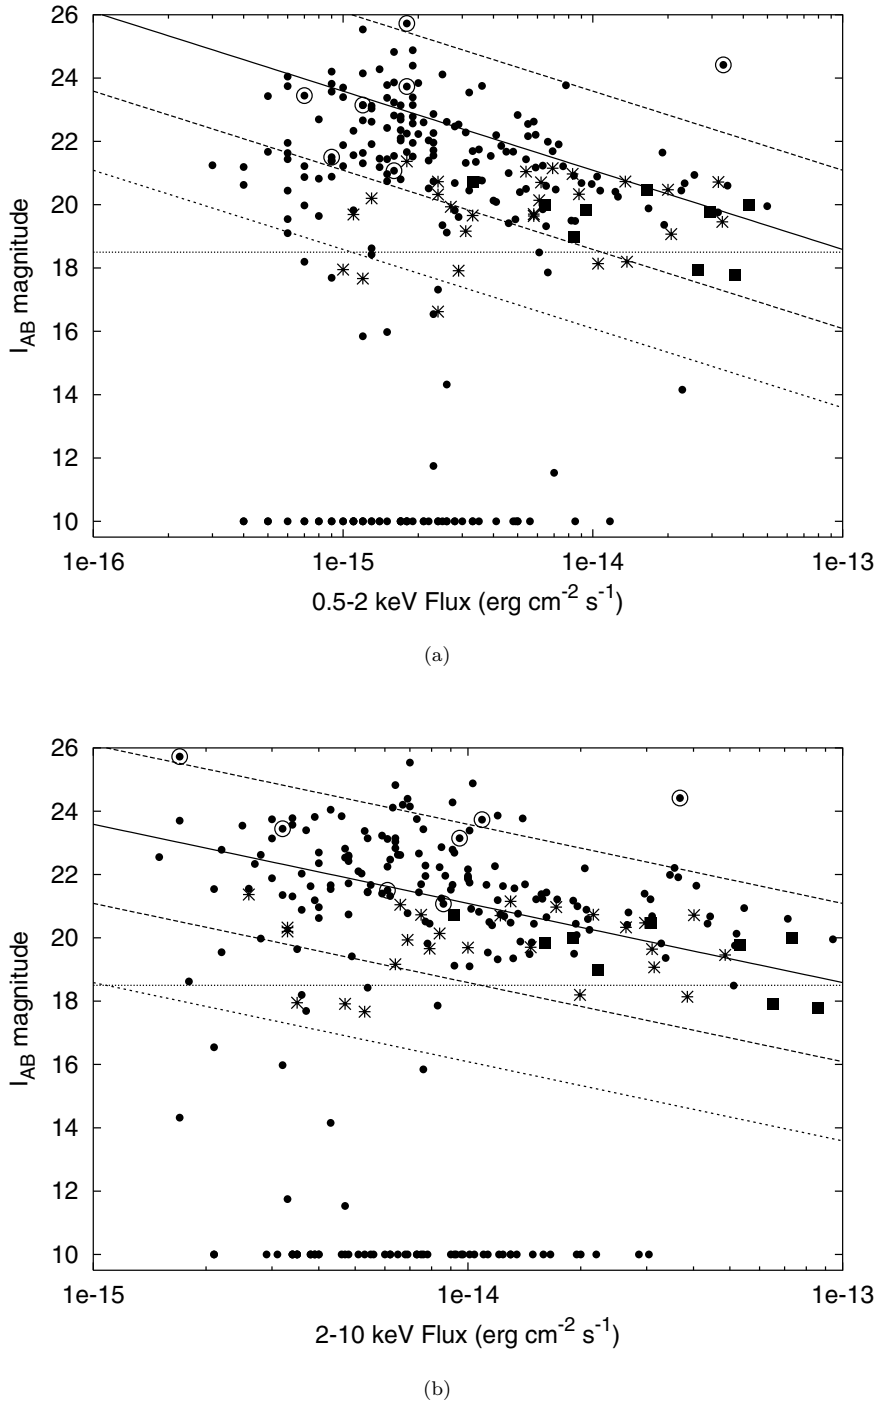 26
24
22
20
18
16
14
12
10
I_AB magnitude
1e-16 1e-15 1e-14 1e-13
0.5-2 keV Flux (erg cm^-2 s^-1)
(a)
26
24
22
20
18
16
14
12
10
I_AB magnitude
1e-15 1e-14 1e-13
2-10 keV Flux (erg cm^-2 s^-1)
(b)